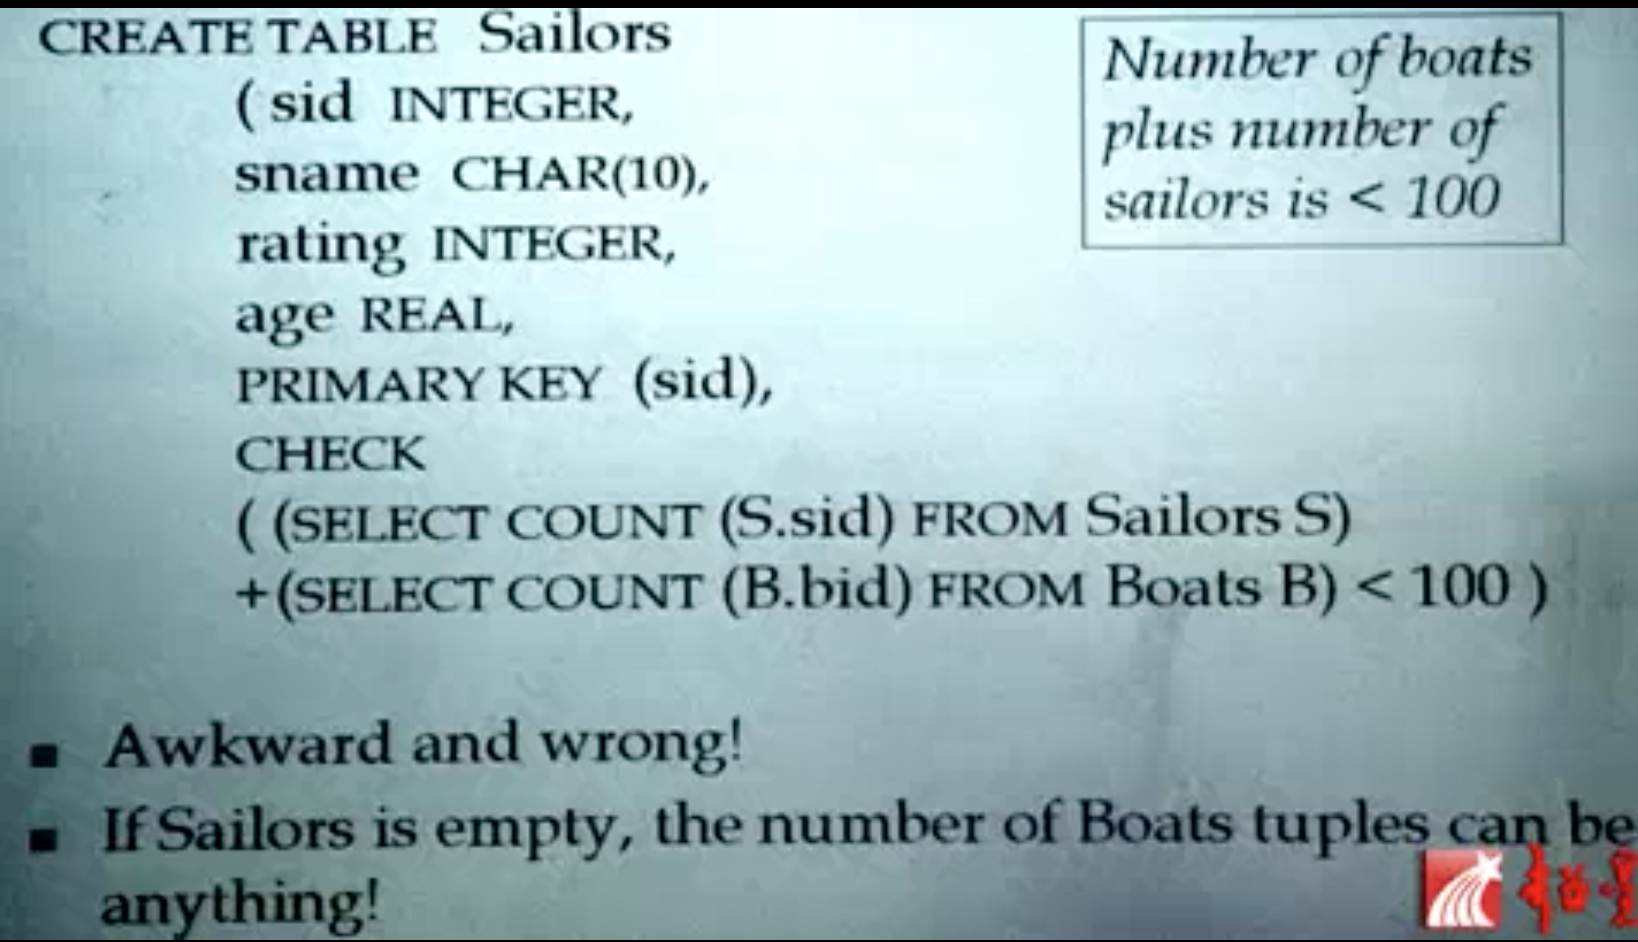 CREATE TABLE Sailors
( sid INTEGER,
sname CHAR(10),
rating INTEGER,
age REAL,
PRIMARY KEY (sid),
CHECK
( (SELECT COUNT (S.sid) FROM Sailors S)
+(SELECT COUNT (B.bid) FROM Boats B) < 100 )
Number of boats
plus number of
sailors is < 100
▪ Awkward and wrong!
▪ If Sailors is empty, the number of Boats tuples can be
anything!